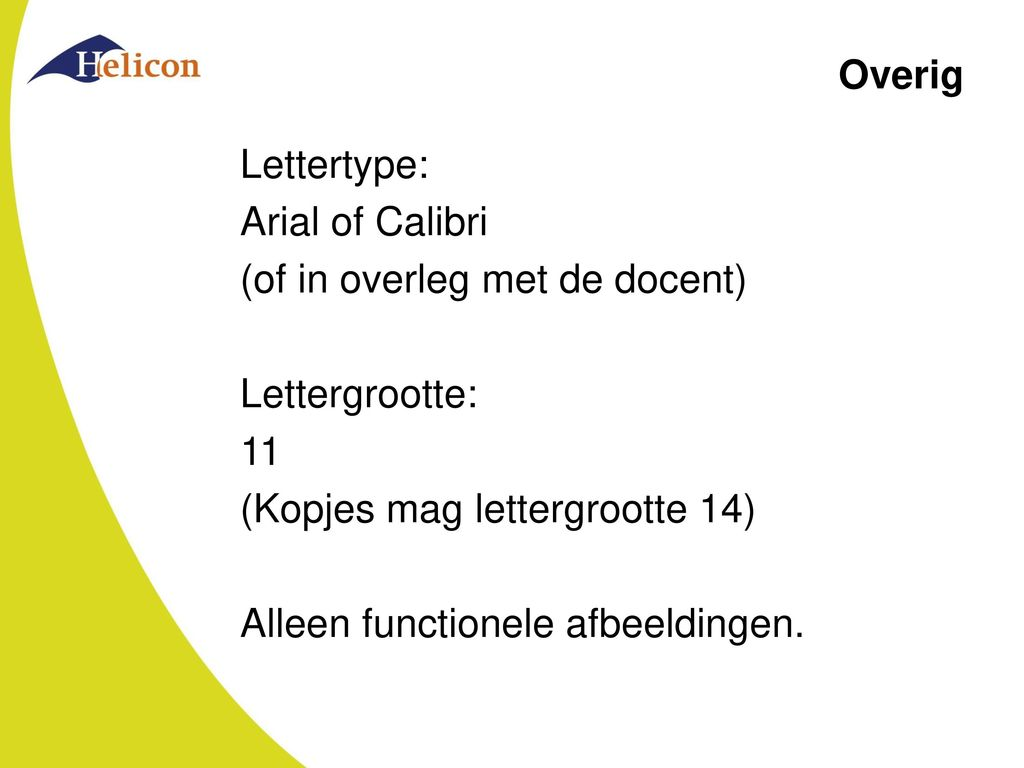 Helicon
Overig
Lettertype:
Arial of Calibri
(of in overleg met de docent)
Lettergrootte:
11
(Kopjes mag lettergrootte 14)
Alleen functionele afbeeldingen.